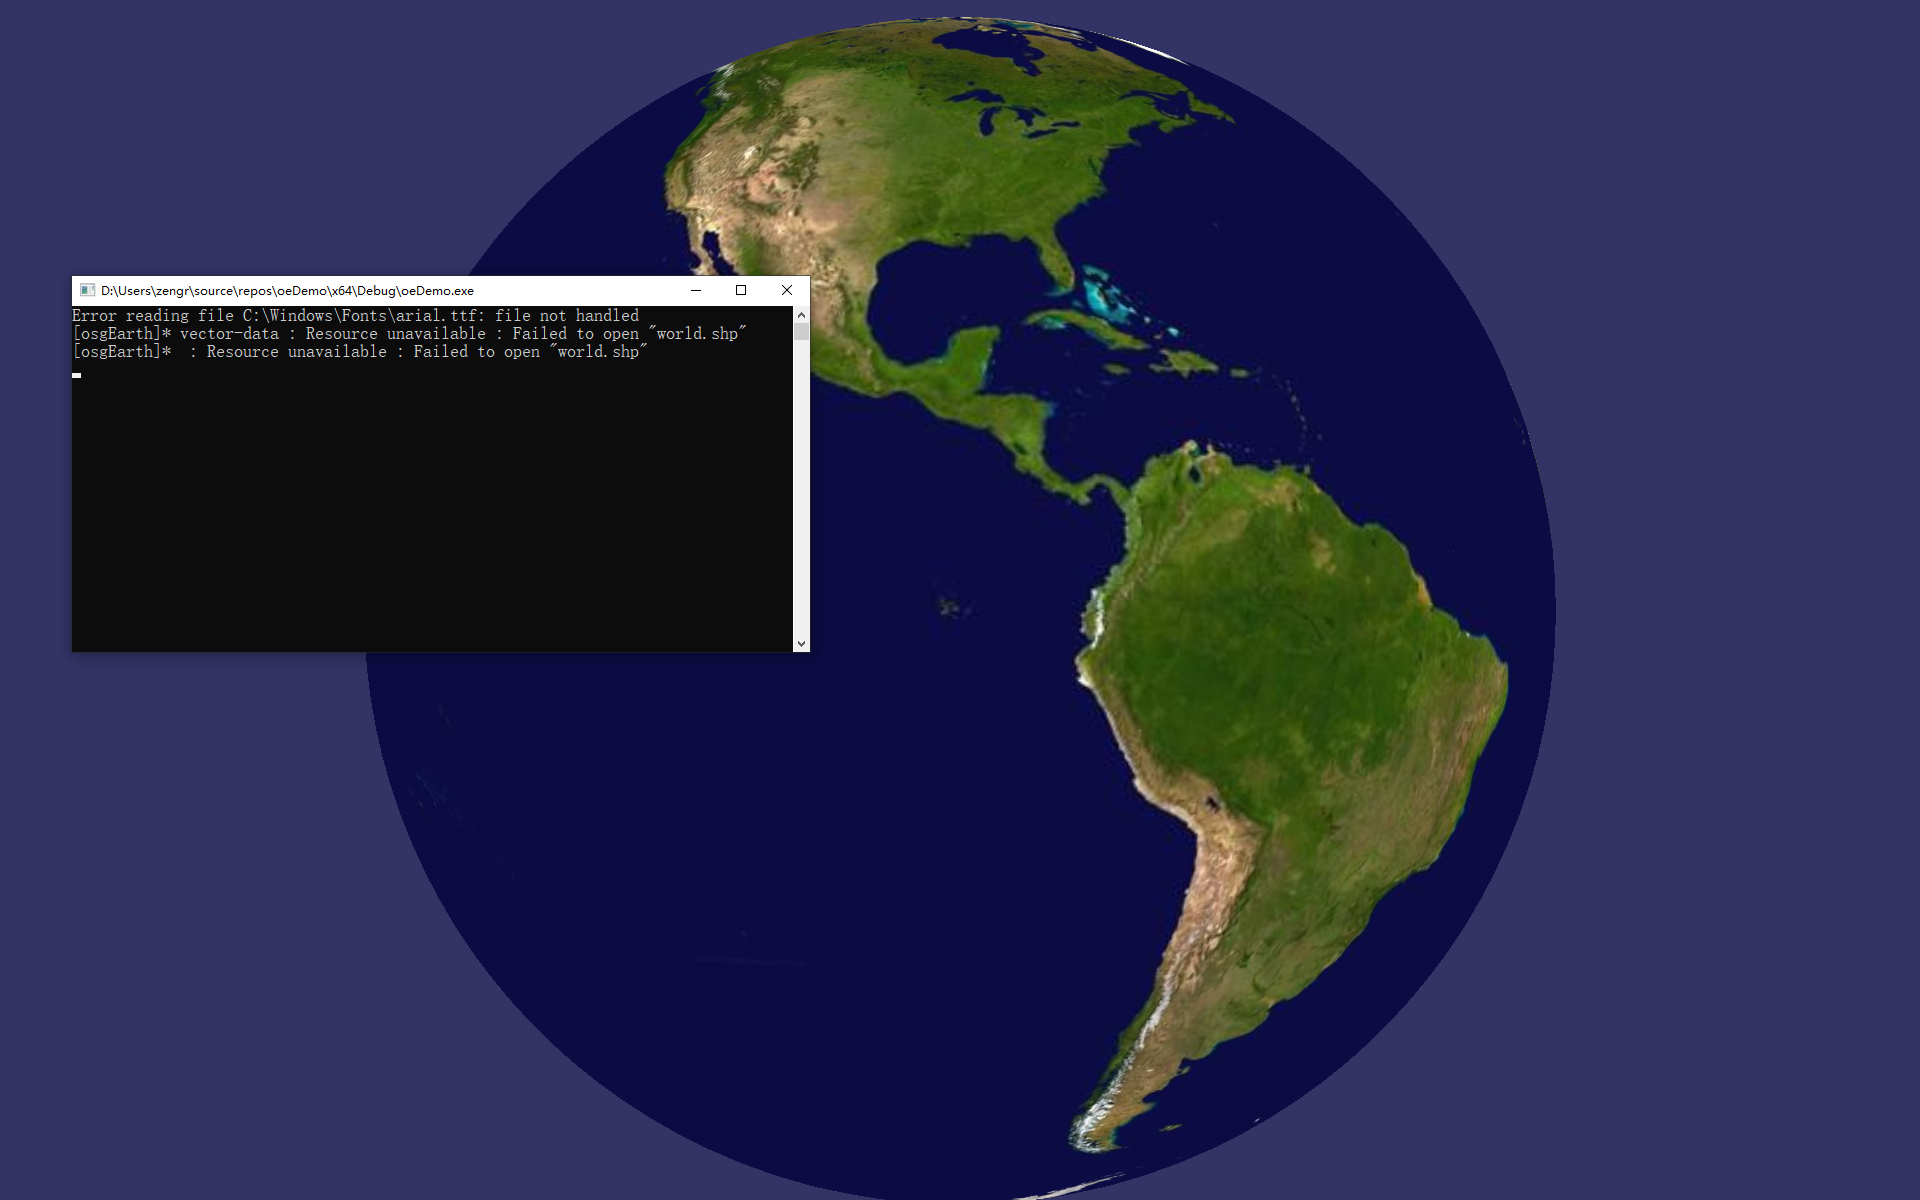 D:\Users\zengr\source\repos\oeDemo\x64\Debug\oeDemo.exe
Error reading file C:\Windows\Fonts\arial.ttf: file not handled
[osgEarth]* vector-data : Resource unavailable : Failed to open "world.shp"
[osgEarth]*  : Resource unavailable : Failed to open "world.shp"